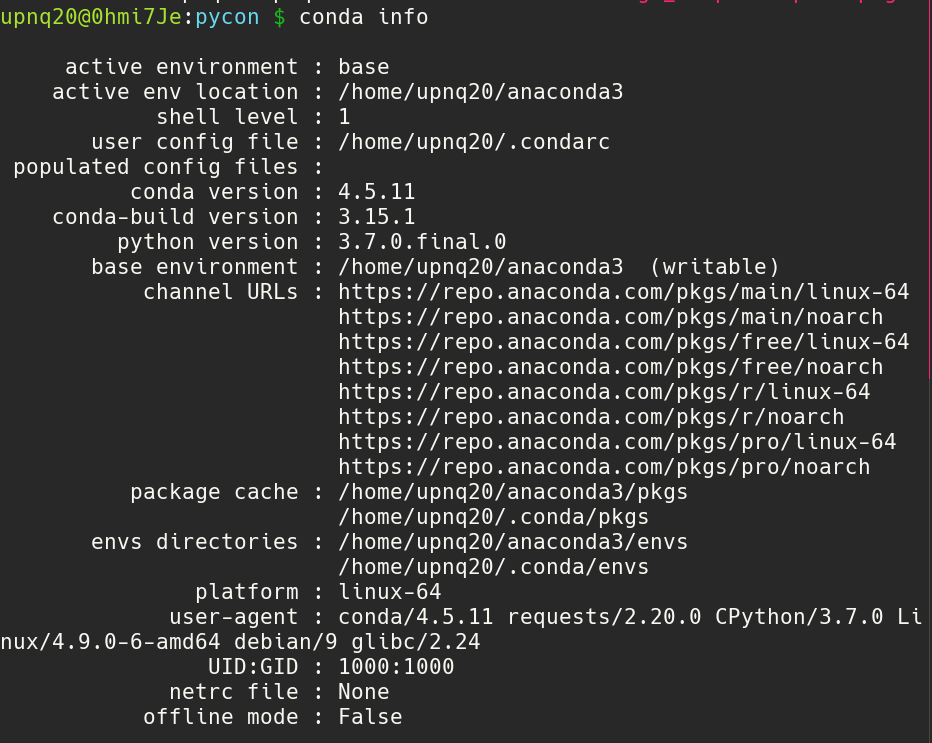 upnq20@0hmi7Je:pycon $ conda info
active environment : base
active env location : /home/upnq20/anaconda3
shell level : 1
user config file : /home/upnq20/.condarc
populated config files :
conda version : 4.5.11
conda-build version : 3.15.1
python version : 3.7.0.final.0
base environment : /home/upnq20/anaconda3  (writable)
channel URLs : https://repo.anaconda.com/pkgs/main/linux-64
https://repo.anaconda.com/pkgs/main/noarch
https://repo.anaconda.com/pkgs/free/linux-64
https://repo.anaconda.com/pkgs/free/noarch
https://repo.anaconda.com/pkgs/r/linux-64
https://repo.anaconda.com/pkgs/r/noarch
https://repo.anaconda.com/pkgs/pro/linux-64
https://repo.anaconda.com/pkgs/pro/noarch
package cache : /home/upnq20/anaconda3/pkgs
/home/upnq20/.conda/pkgs
envs directories : /home/upnq20/anaconda3/envs
/home/upnq20/.conda/envs
platform : linux-64
user-agent : conda/4.5.11 requests/2.20.0 CPython/3.7.0 Li
nux/4.9.0-6-amd64 debian/9 glibc/2.24
UID:GID : 1000:1000
netrc file : None
offline mode : False